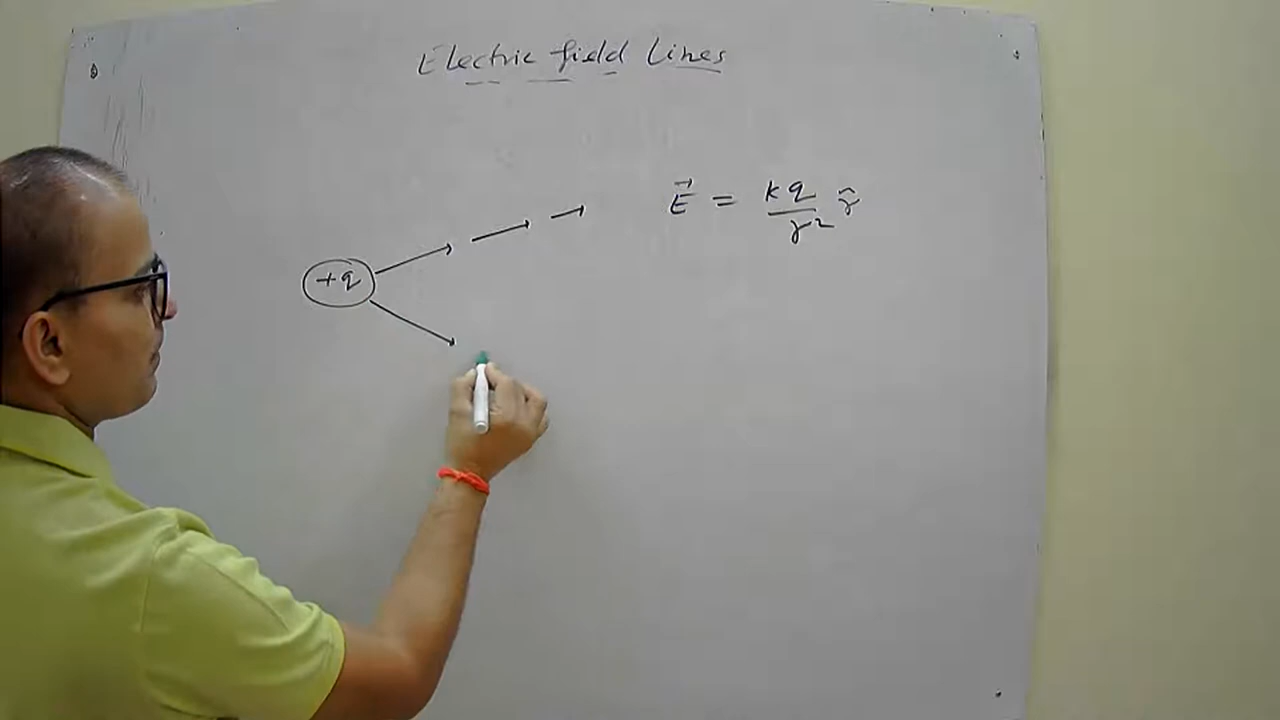 Electric field Lines
E⃗ = kq/r² r̂
+q